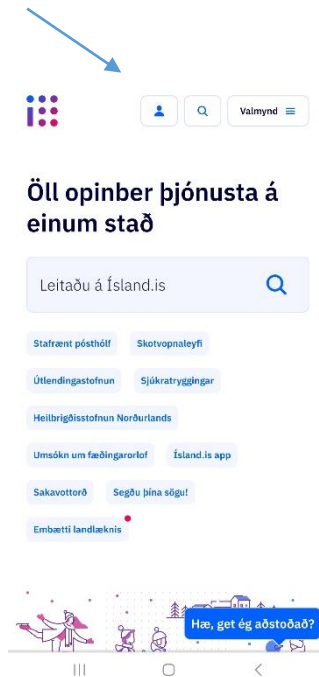 Valmynd
Öll opinber þjónusta á
einum stað
Leitaðu á Ísland.is
Stafrænt pósthólf Skotvopnaleyfi
Útlendingastofnun Sjúkratryggingar
Heilbrigðisstofnun Norðurlands
Umsókn um fæðingarorlof Ísland.is app
Sakavottorð Segðu þína sögu!
Embætti landlæknis
Hæ, get ég aðstoðað?